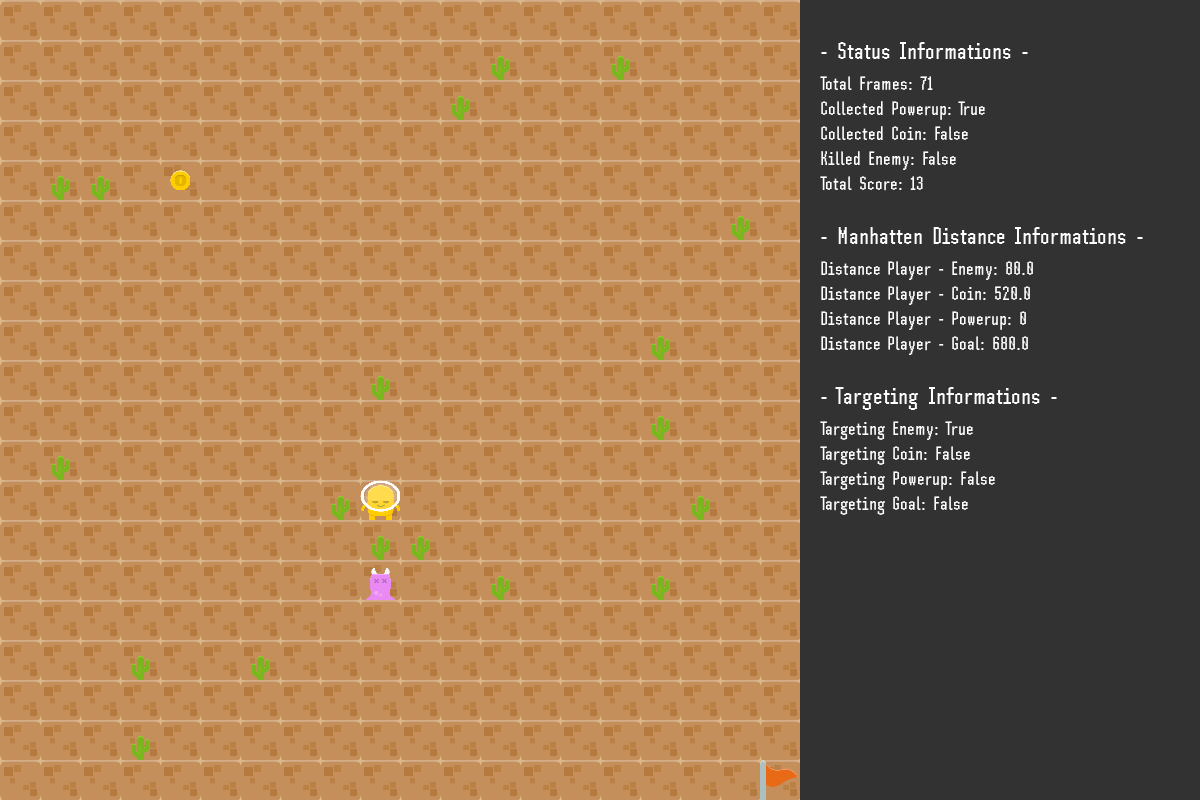 - Status Informations -
Total Frames: 71
Collected Powerup: True
Collected Coin: False
Killed Enemy: False
Total Score: 13
- Manhatten Distance Informations -
Distance Player - Enemy: 80.0
Distance Player - Coin: 520.0
Distance Player - Powerup: 0
Distance Player - Goal: 680.0
- Targeting Informations -
Targeting Enemy: True
Targeting Coin: False
Targeting Powerup: False
Targeting Goal: False